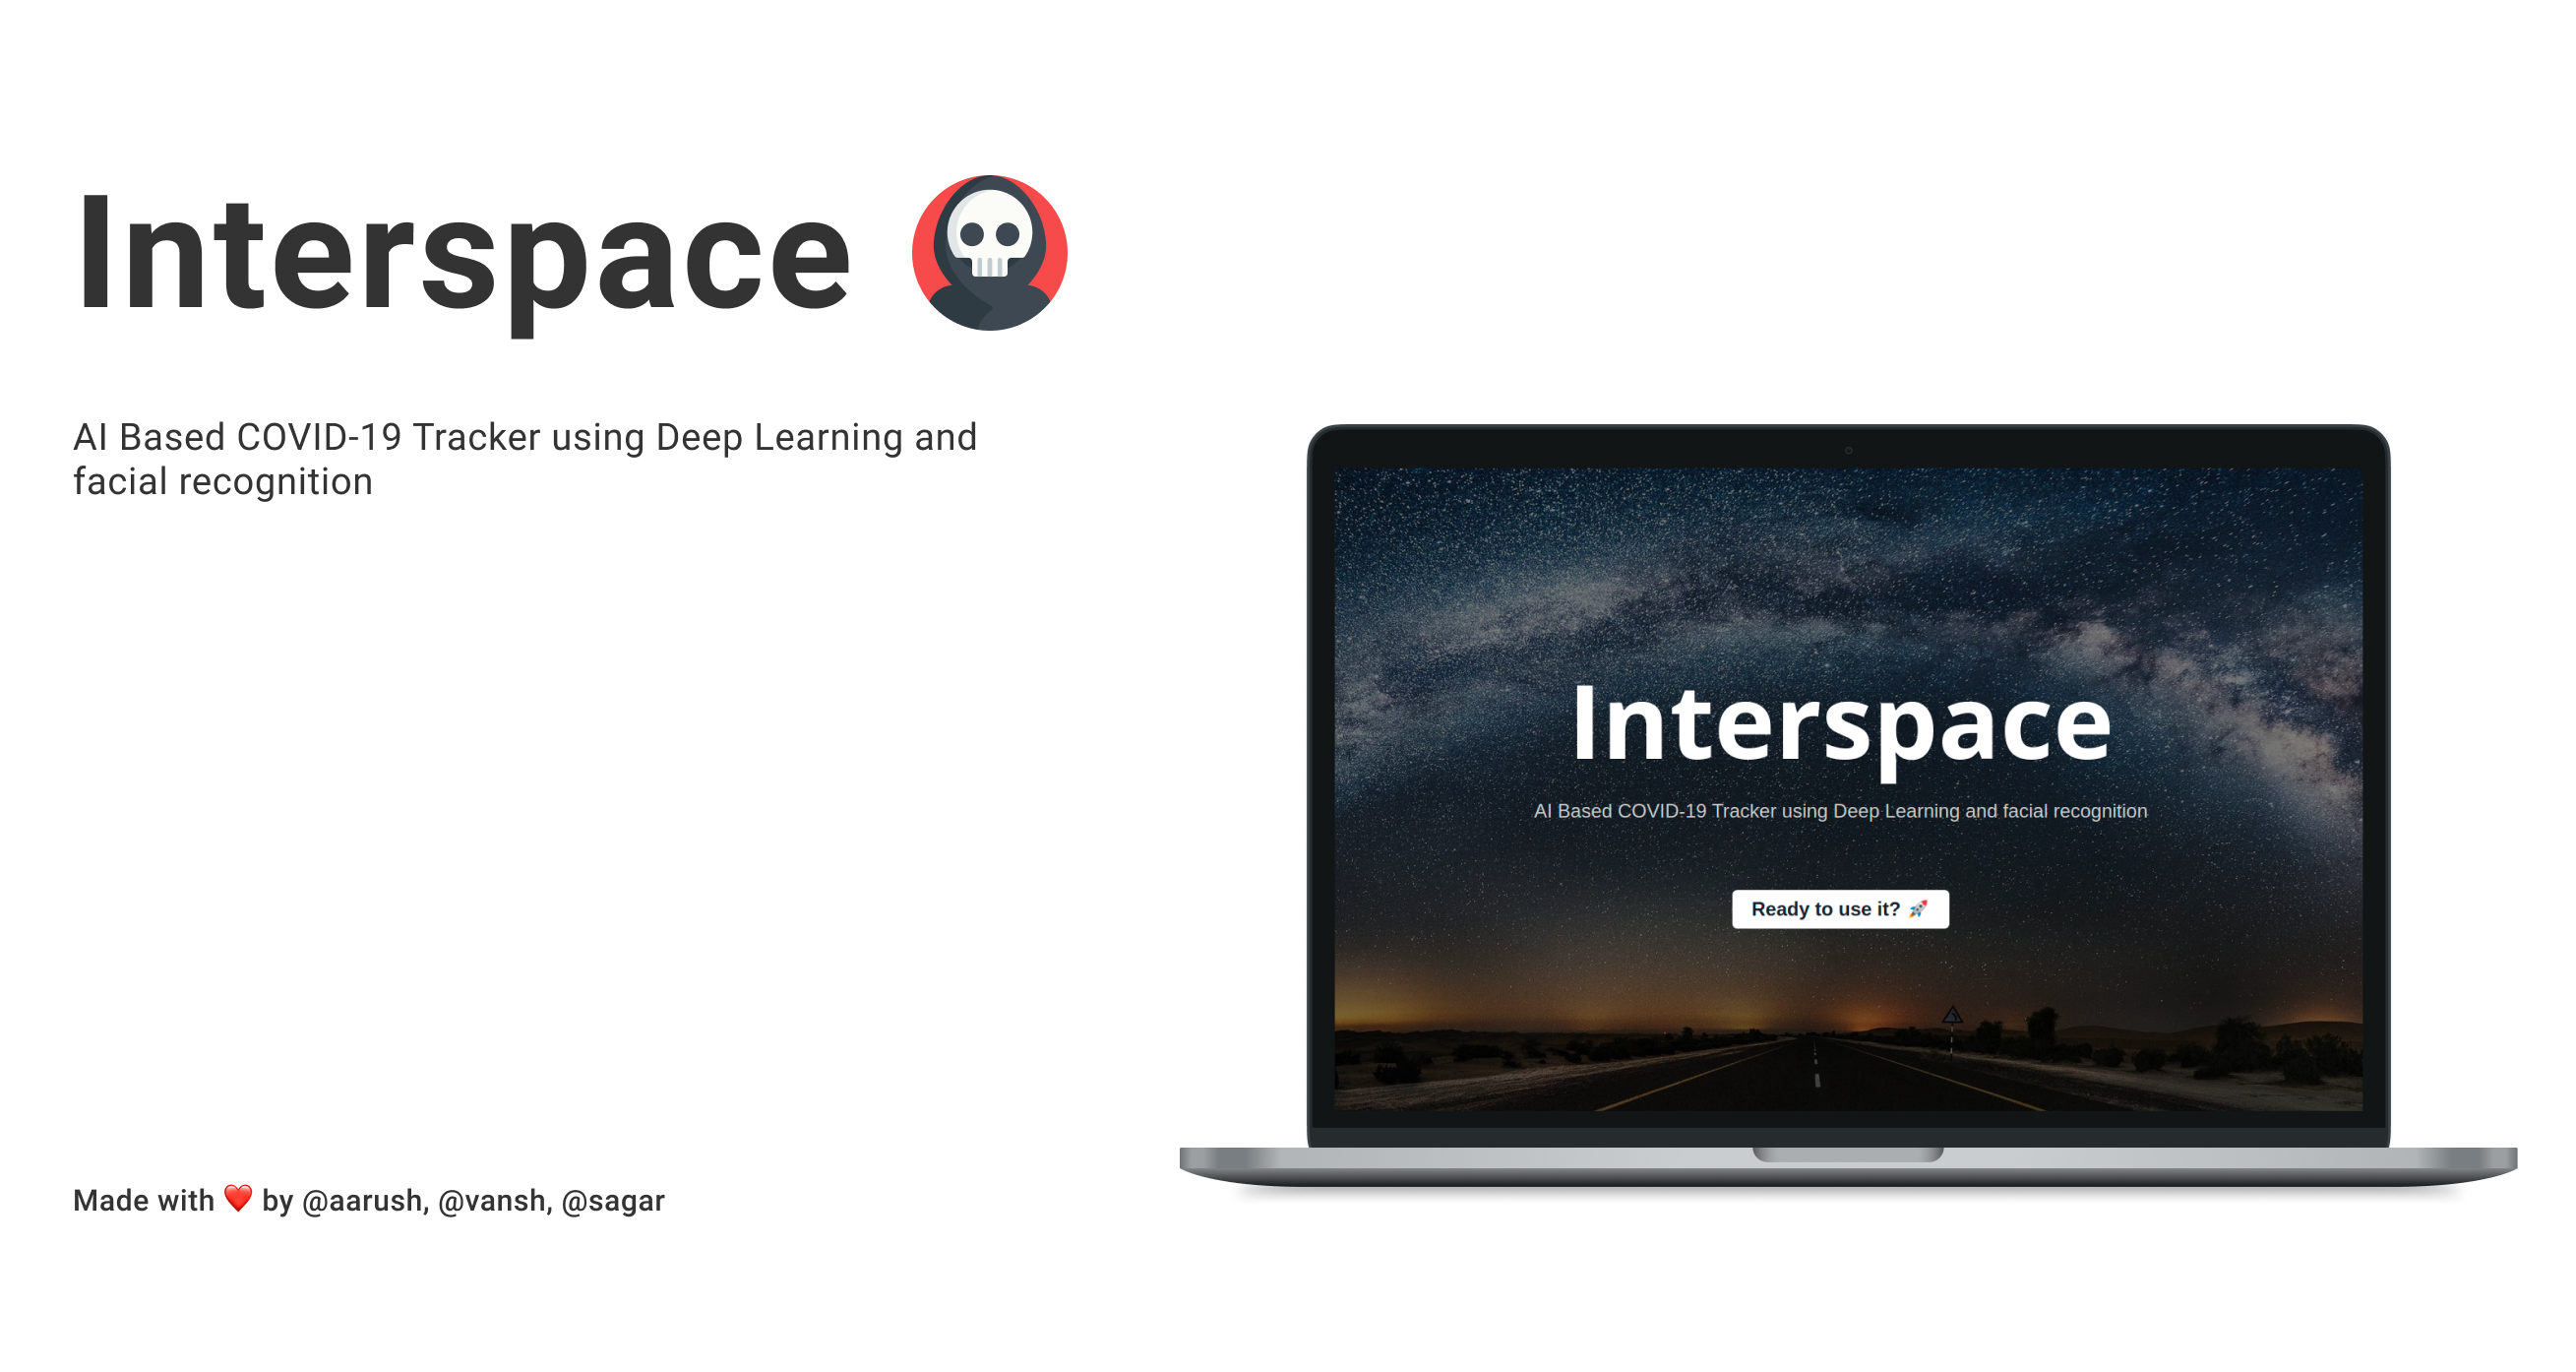 Interspace
AI Based COVID-19 Tracker using Deep Learning and
facial recognition
Made with ❤️ by @aarush, @vansh, @sagar
Interspace
AI Based COVID-19 Tracker using Deep Learning and facial recognition
Ready to use it? 🚀